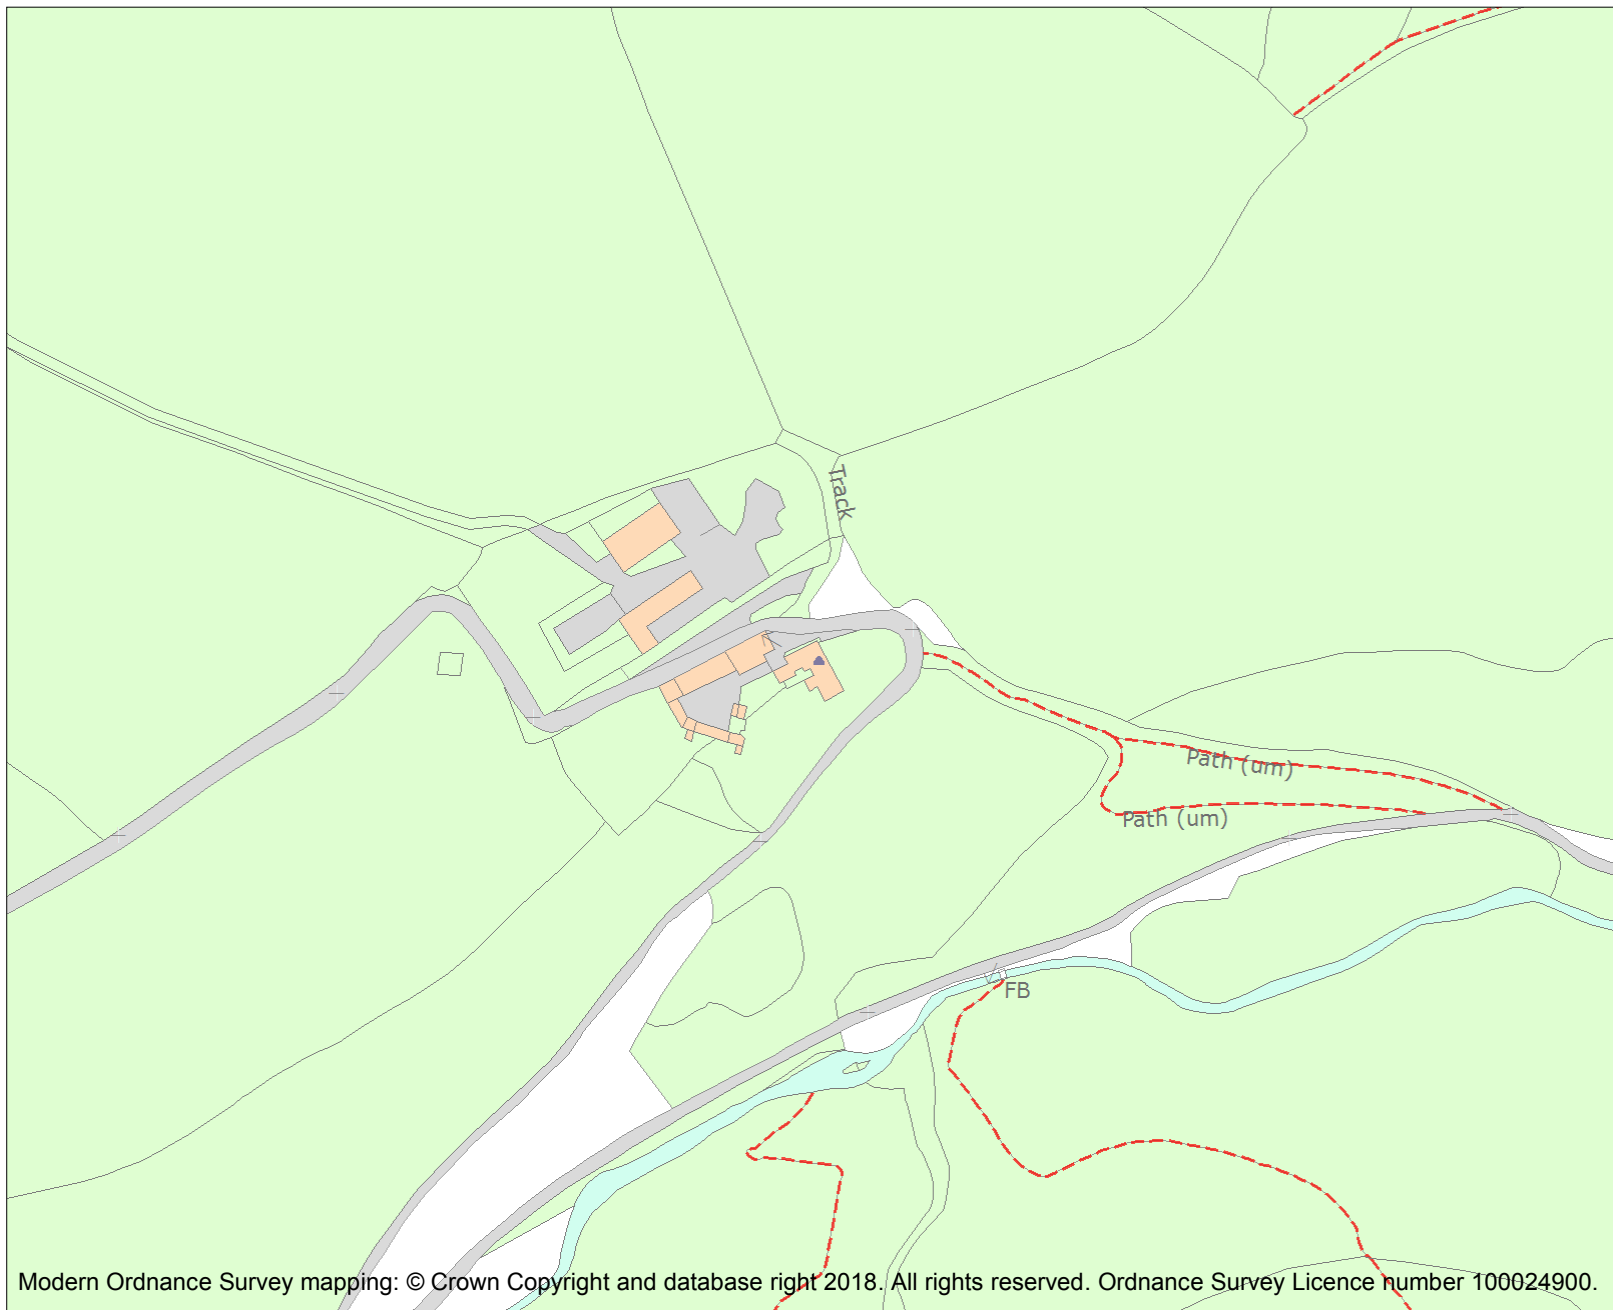 Track
Path (um)
Path (um)
FB
Modern Ordnance Survey mapping: © Crown Copyright and database right 2018. All rights reserved. Ordnance Survey Licence number 100024900.